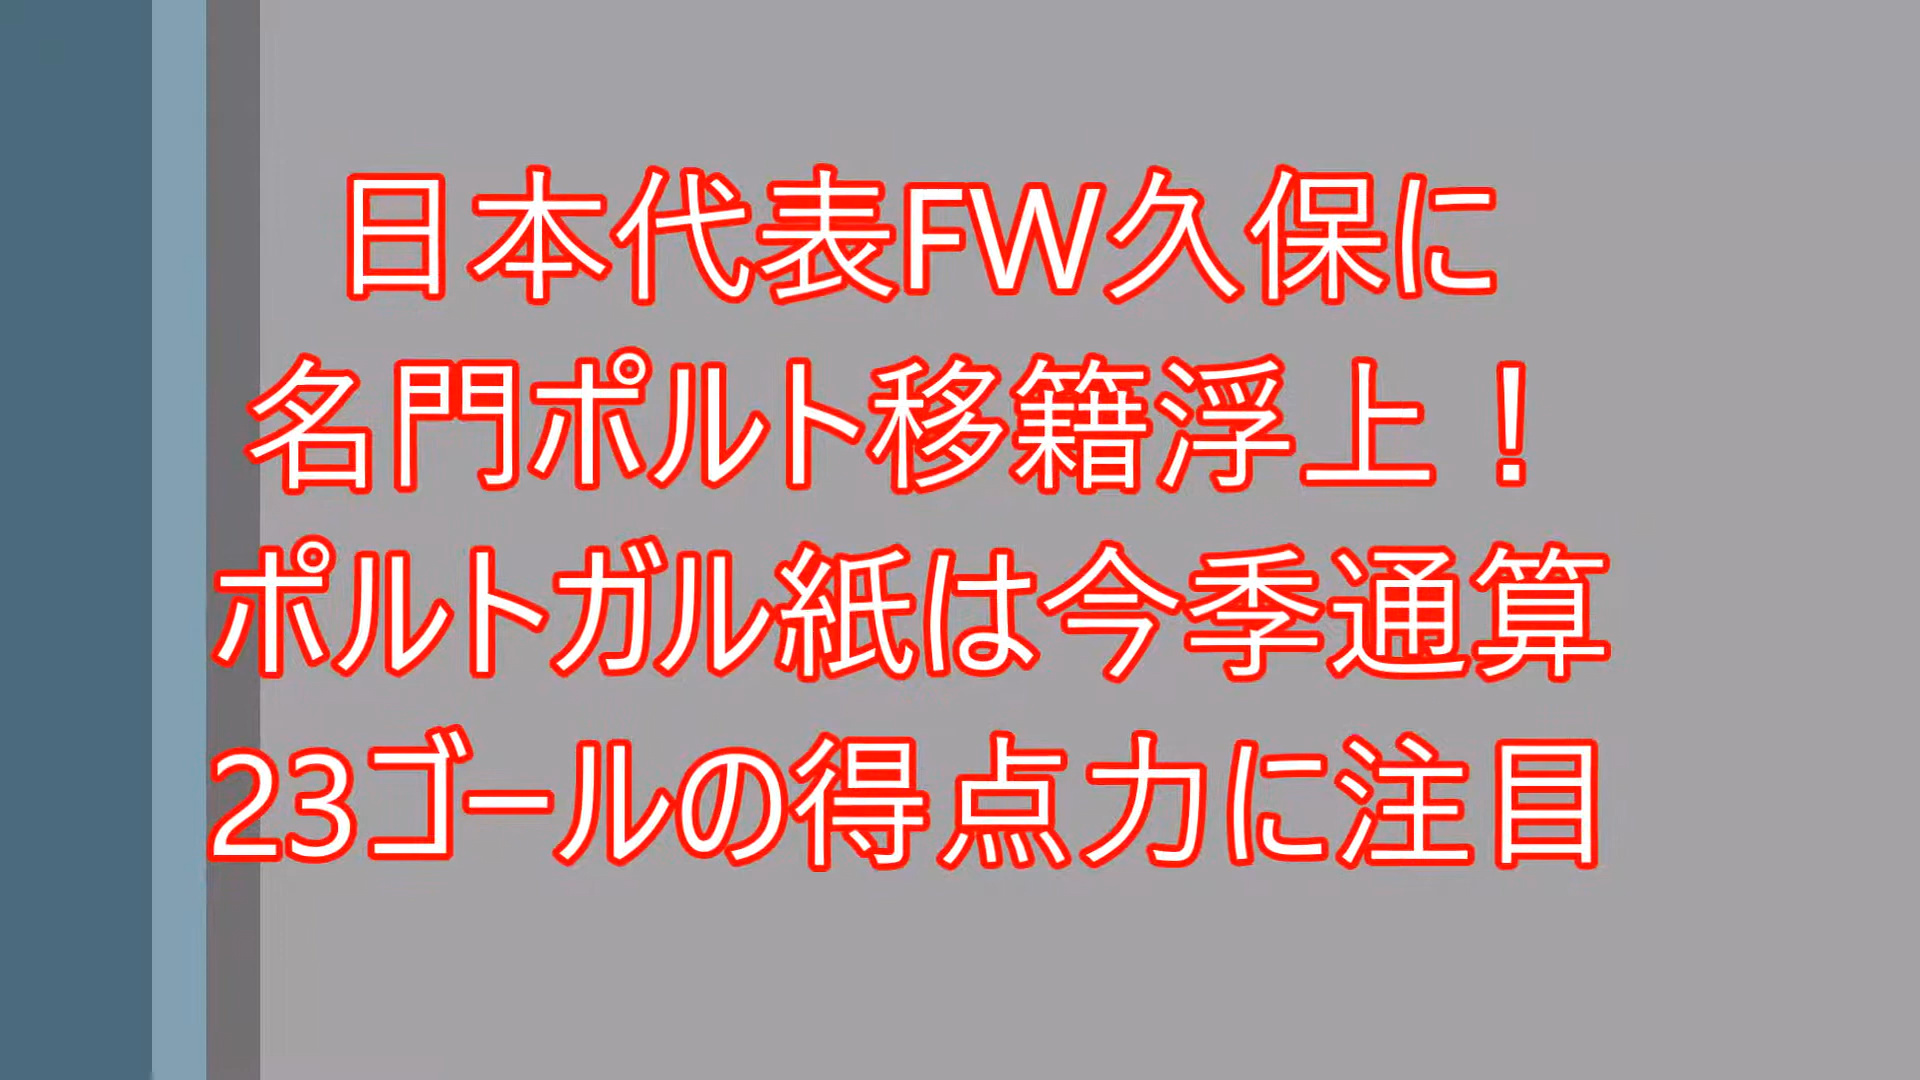 日本代表FW久保に
名門ポルト移籍浮上！
ポルトガル紙は今季通算
23ゴールの得点力に注目